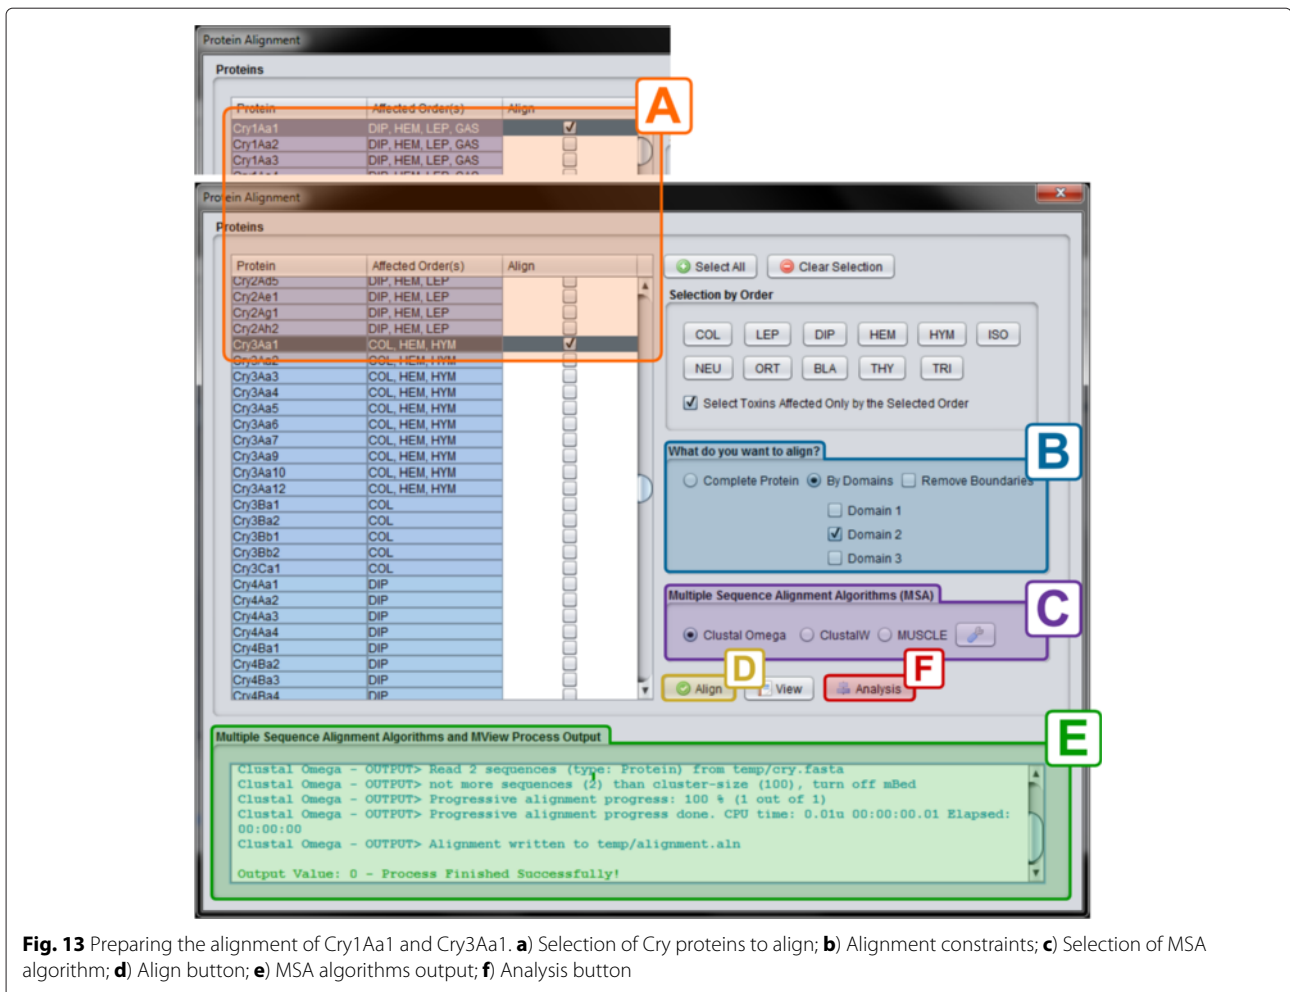 Protein Alignment
Proteins
A
Protein Affected Order(s) Align
Cry1Aa1 DIP, HEM, LEP, GAS
Cry1Aa2 DIP, HEM, LEP, GAS
Cry1Aa3 DIP, HEM, LEP, GAS
Protein Alignment
Proteins
Protein Affected Order(s) Align
Cry2Ad5 DIP, HEM, LEP
Cry2Ae1 DIP, HEM, LEP
Cry2Ag1 DIP, HEM, LEP
Cry2Ah2 DIP, HEM, LEP
Cry3Aa1 COL, HEM, HYM
Cry3Aa2 COL, HEM, HYM
Cry3Aa3 COL, HEM, HYM
Cry3Aa4 COL, HEM, HYM
Cry3Aa5 COL, HEM, HYM
Cry3Aa6 COL, HEM, HYM
Cry3Aa7 COL, HEM, HYM
Cry3Aa9 COL, HEM, HYM
Cry3Aa10 COL, HEM, HYM
Cry3Aa12 COL, HEM, HYM
Cry3Ba1 COL
Cry3Ba2 COL
Cry3Bb1 COL
Cry3Bb2 COL
Cry3Ca1 COL
Cry4Aa1 DIP
Cry4Aa2 DIP
Cry4Aa3 DIP
Cry4Aa4 DIP
Cry4Ba1 DIP
Cry4Ba2 DIP
Cry4Ba3 DIP
Cry4Ba4 DIP
Select All Clear Selection
Selection by Order
COL LEP DIP HEM HYM ISO
NEU ORT BLA THY TRI
Select Toxins Affected Only by the Selected Order
B
What do you want to align?
Complete Protein By Domains Remove Boundaries
Domain 1
Domain 2
Domain 3
C
Multiple Sequence Alignment Algorithms (MSA)
Clustal Omega ClustalW MUSCLE
D F
Align View Analysis
E
Multiple Sequence Alignment Algorithms and MView Process Output
Clustal Omega - OUTPUT> Read 2 sequences (type: Protein) from temp/cry.fasta
Clustal Omega - OUTPUT> not more sequences (2) than cluster-size (100), turn off mBed
Clustal Omega - OUTPUT> Progressive alignment progress: 100 % (1 out of 1)
Clustal Omega - OUTPUT> Progressive alignment progress done. CPU time: 0.01u 00:00:00.01 Elapsed:
00:00:00
Clustal Omega - OUTPUT> Alignment written to temp/alignment.aln
Output Value: 0 - Process Finished Successfully!
Fig. 13 Preparing the alignment of Cry1Aa1 and Cry3Aa1. a) Selection of Cry proteins to align; b) Alignment constraints; c) Selection of MSA
algorithm; d) Align button; e) MSA algorithms output; f) Analysis button